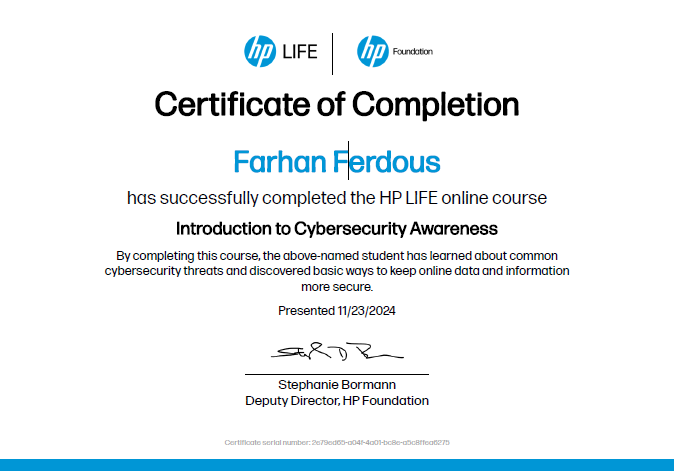 hp LIFE hp Foundation
Certificate of Completion
Farhan Ferdous
has successfully completed the HP LIFE online course
Introduction to Cybersecurity Awareness
By completing this course, the above-named student has learned about common
cybersecurity threats and discovered basic ways to keep online data and information
more secure.
Presented 11/23/2024
Stephanie Bormann
Deputy Director, HP Foundation
Certificate serial number: 2e79ed65-a04f-4a01-bc8e-a5c8ffea6275